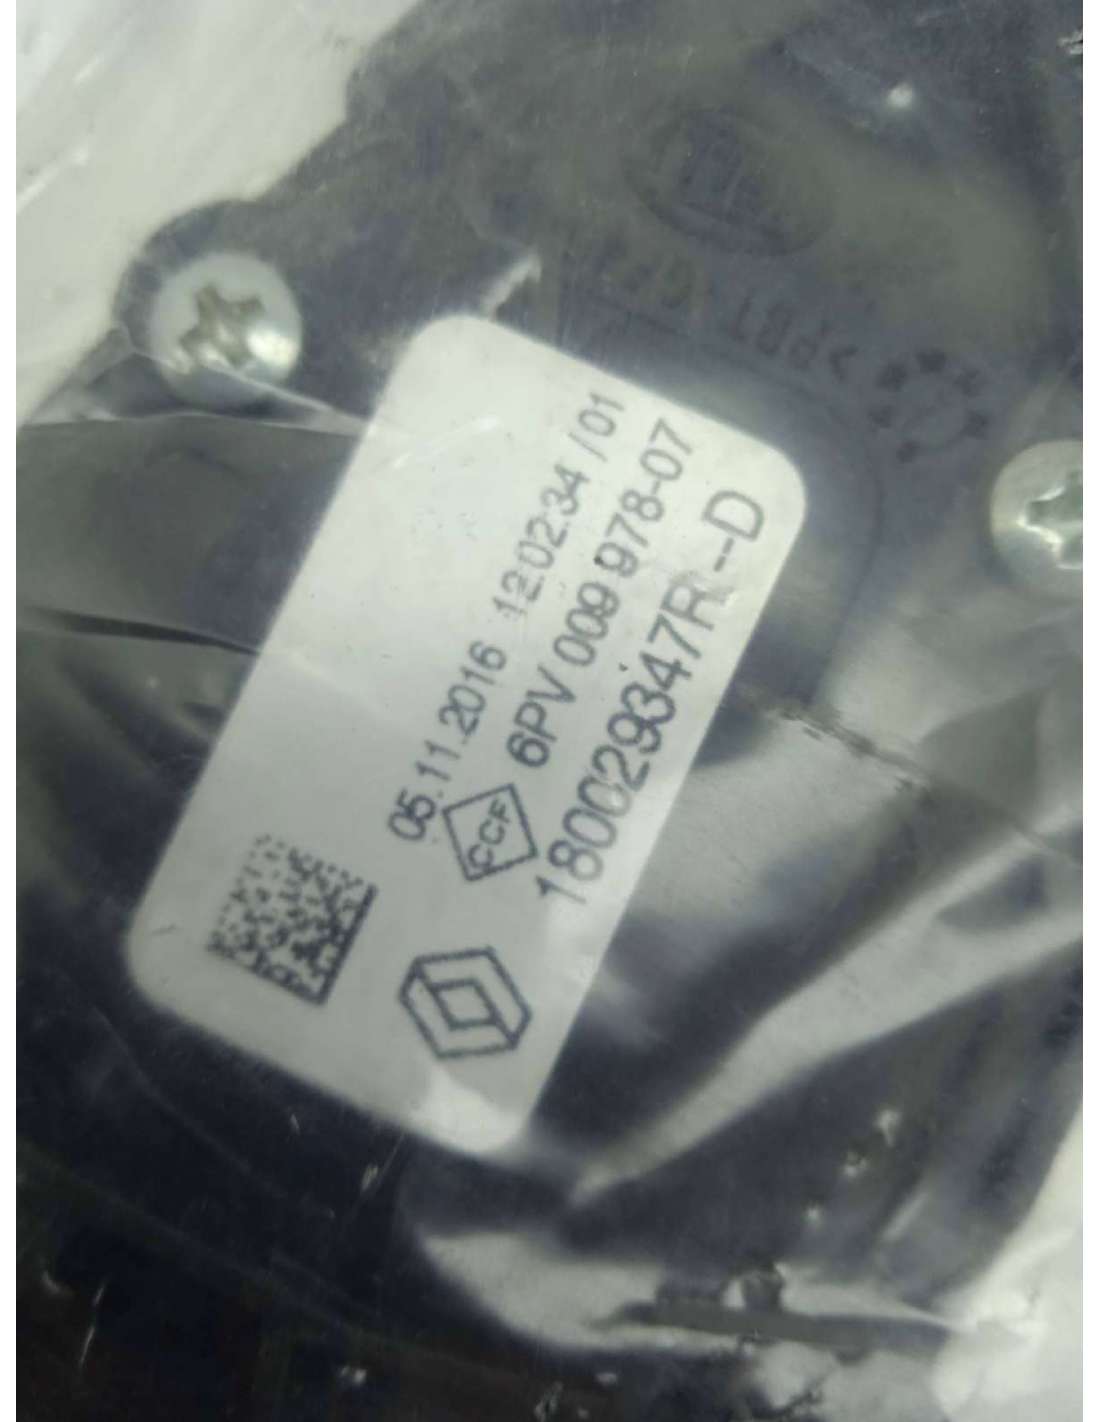 05.11.2016 12:02:34 /01
CCF 6PV 009 978-07
180029347R--D